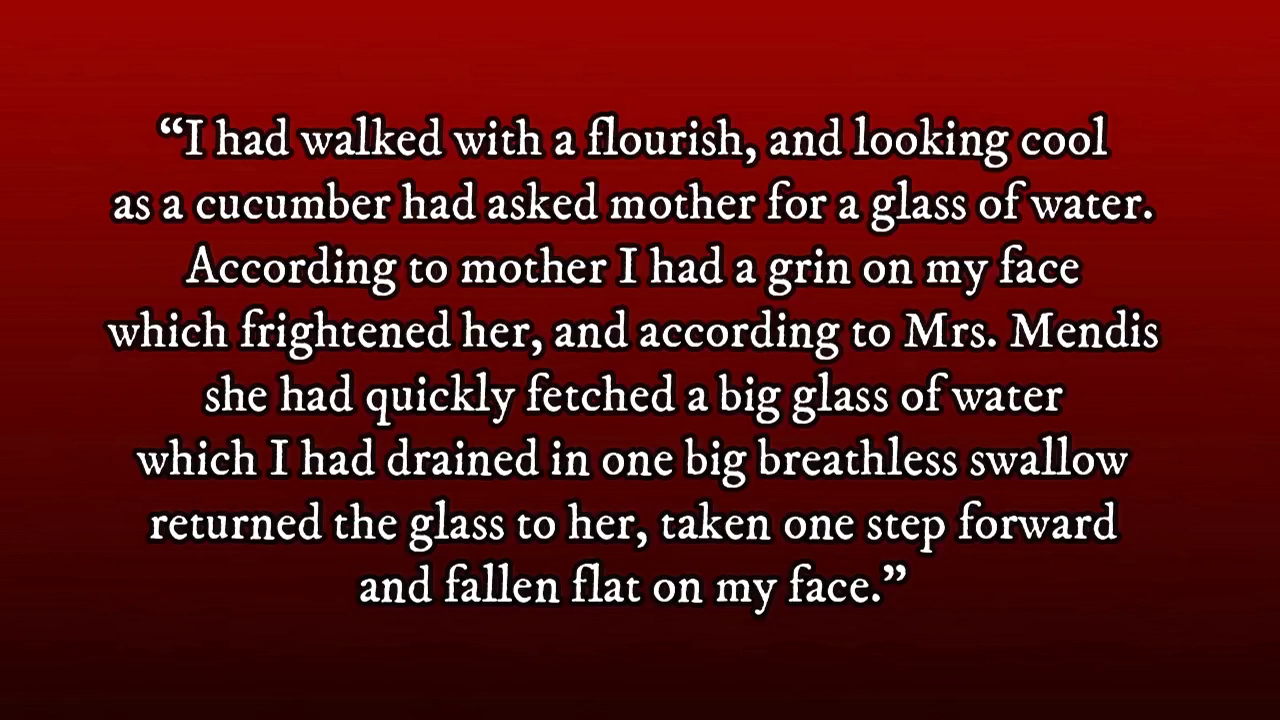 “I had walked with a flourish, and looking cool
as a cucumber had asked mother for a glass of water.
According to mother I had a grin on my face
which frightened her, and according to Mrs. Mendis
she had quickly fetched a big glass of water
which I had drained in one big breathless swallow
returned the glass to her, taken one step forward
and fallen flat on my face.”